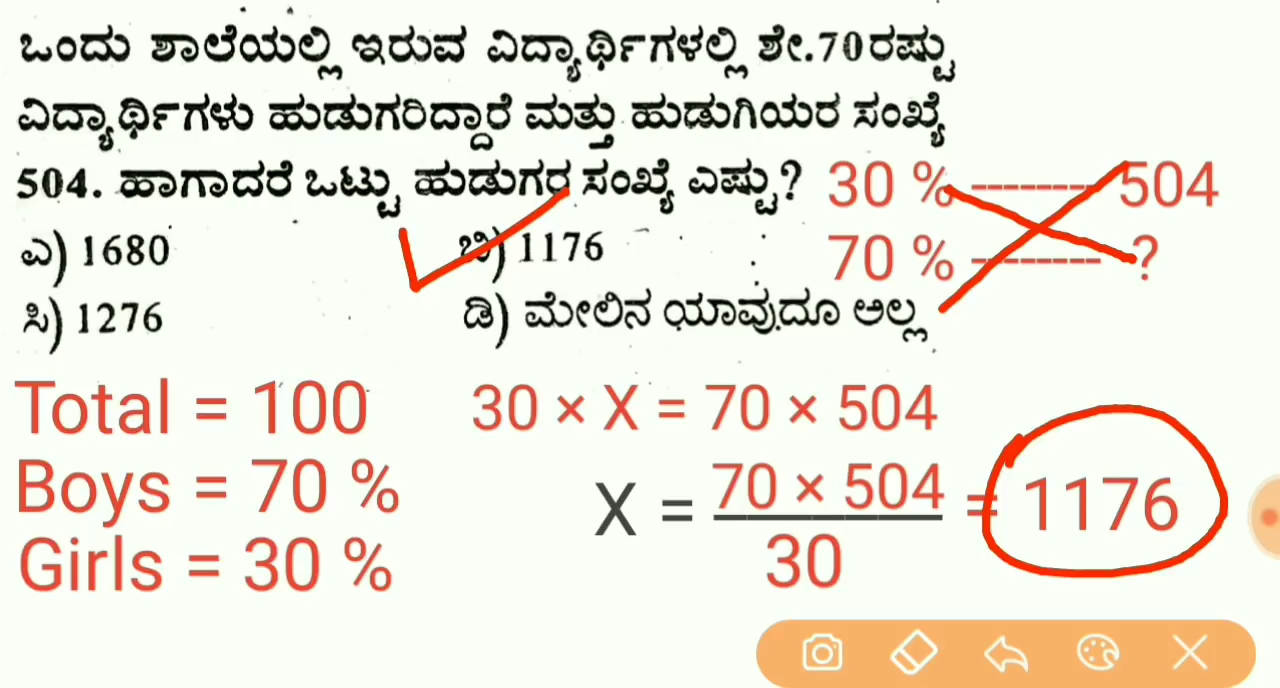 ಒಂದು ಶಾಲೆಯಲ್ಲಿ ಇರುವ ವಿದ್ಯಾರ್ಥಿಗಳಲ್ಲಿ ಶೇ.70ರಷ್ಟು
ವಿದ್ಯಾರ್ಥಿಗಳು ಹುಡುಗರಿದ್ದಾರೆ ಮತ್ತು ಹುಡುಗಿಯರ ಸಂಖ್ಯೆ
504. ಹಾಗಾದರೆ ಒಟ್ಟು ಹುಡುಗರ ಸಂಖ್ಯೆ ಎಷ್ಟು? 30 % ------- 504
70 % -------- ?
ಎ) 1680 ಬಿ) 1176
ಸಿ) 1276 ಡಿ) ಮೇಲಿನ ಯಾವುದೂ ಅಲ್ಲ
Total = 100 30 × X = 70 × 504
Boys = 70 % X = 70 × 504 = 1176
30
Girls = 30 %